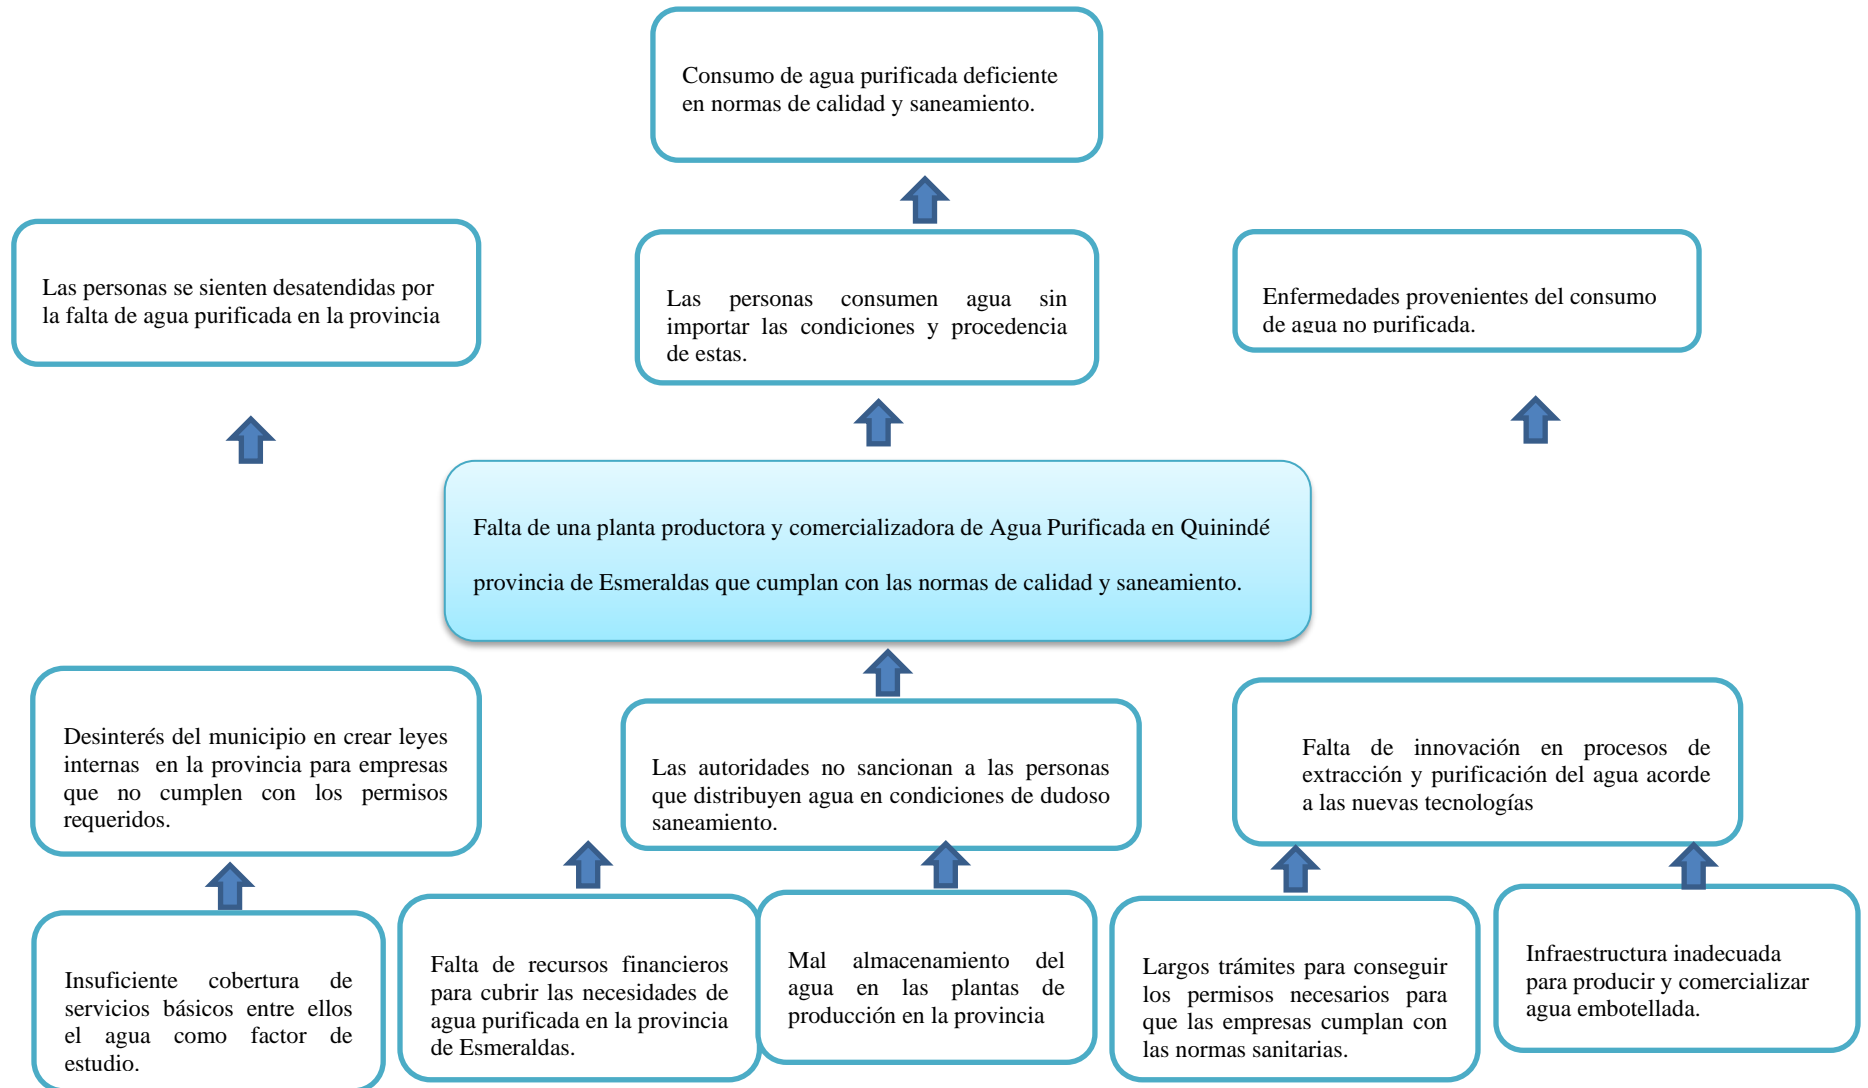 Consumo de agua purificada deficiente
en normas de calidad y saneamiento.
Las personas se sienten desatendidas por
la falta de agua purificada en la provincia
Las personas consumen agua sin
importar las condiciones y procedencia
de estas.
Enfermedades provenientes del consumo
de agua no purificada.
Falta de una planta productora y comercializadora de Agua Purificada en Quinindé
provincia de Esmeraldas que cumplan con las normas de calidad y saneamiento.
Desinterés del municipio en crear leyes
internas en la provincia para empresas
que no cumplen con los permisos
requeridos.
Las autoridades no sancionan a las personas
que distribuyen agua en condiciones de dudoso
saneamiento.
Falta de innovación en procesos de
extracción y purificación del agua acorde
a las nuevas tecnologías
Insuficiente cobertura de
servicios básicos entre ellos
el agua como factor de
estudio.
Falta de recursos financieros
para cubrir las necesidades de
agua purificada en la provincia
de Esmeraldas.
Mal almacenamiento del
agua en las plantas de
producción en la provincia
Largos trámites para conseguir
los permisos necesarios para
que las empresas cumplan con
las normas sanitarias.
Infraestructura inadecuada
para producir y comercializar
agua embotellada.